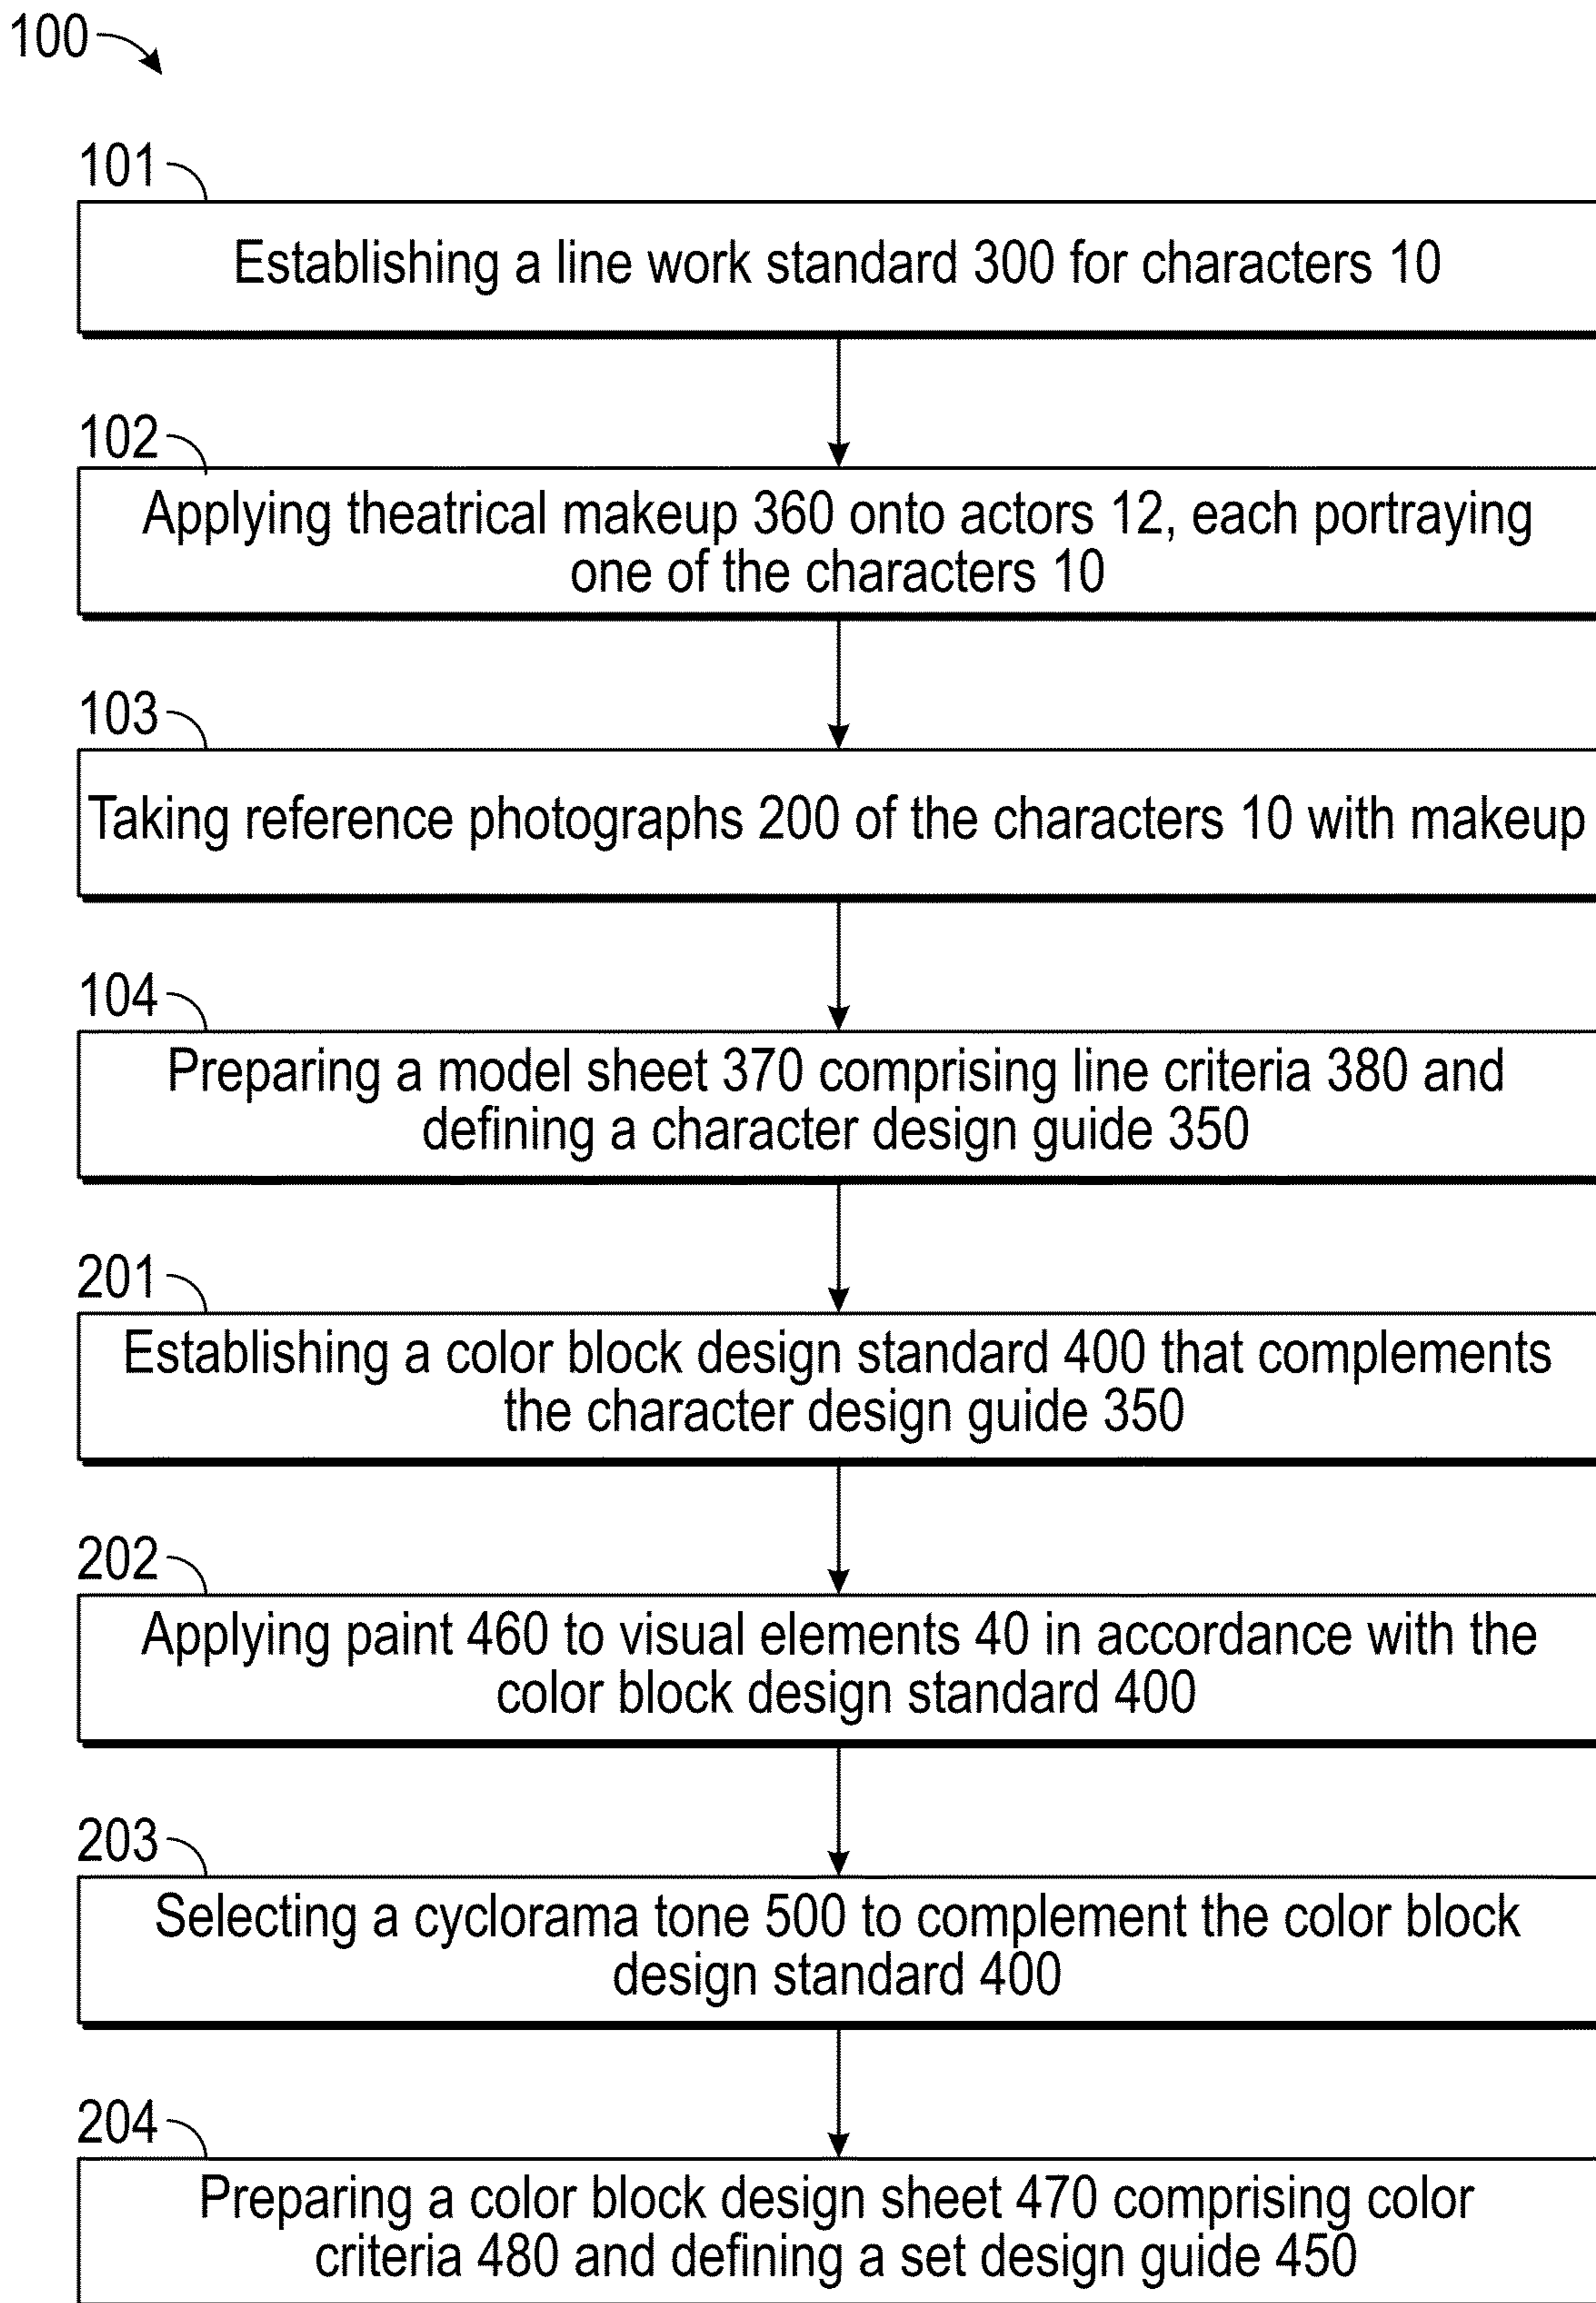 100
101
Establishing a line work standard 300 for characters 10
102
Applying theatrical makeup 360 onto actors 12, each portraying
one of the characters 10
103
Taking reference photographs 200 of the characters 10 with makeup
104
Preparing a model sheet 370 comprising line criteria 380 and
defining a character design guide 350
201
Establishing a color block design standard 400 that complements
the character design guide 350
202
Applying paint 460 to visual elements 40 in accordance with the
color block design standard 400
203
Selecting a cyclorama tone 500 to complement the color block
design standard 400
204
Preparing a color block design sheet 470 comprising color
criteria 480 and defining a set design guide 450